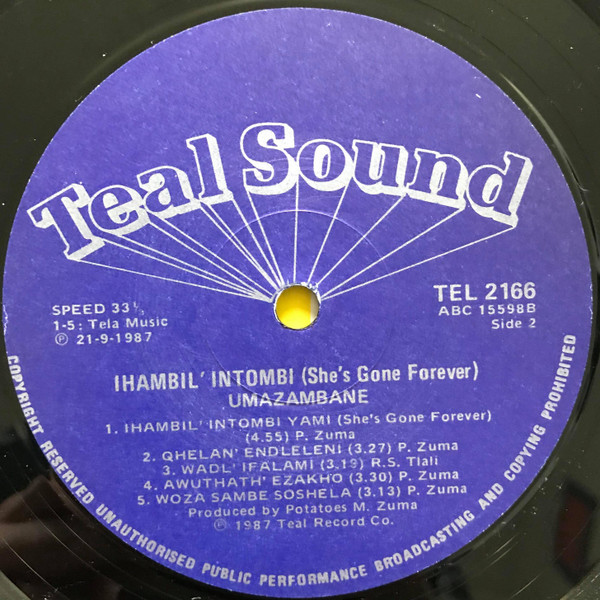 Teal Sound
SPEED 33⅓
1-5: Tela Music
℗ 21-9-1987
TEL 2166
ABC 15598B
Side 2
IHAMBIL' INTOMBI (She's Gone Forever)
UMAZAMBANE
1. IHAMBIL' INTOMBI YAMI (She's Gone Forever)
(4.55) P. Zuma
2. QHELAN' ENDLELENI (3.27) P. Zuma
3. WADL' IFALAMI (3.19) R.S. Tlali
4. AWUTHATH' EZAKHO (3.30) P. Zuma
5. WOZA SAMBE SOSHELA (3.13) P. Zuma
Produced by Potatoes M. Zuma
℗ 1987 Teal Record Co.
COPYRIGHT RESERVED UNAUTHORISED PUBLIC PERFORMANCE BROADCASTING AND COPYING PROHIBITED